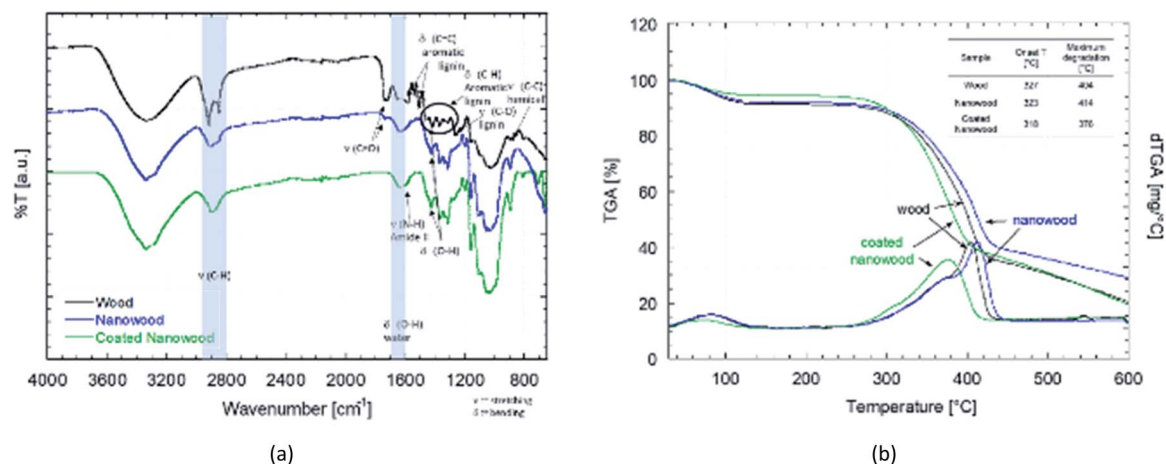 δ (C=C)
aromatic
lignin
δ (C-H)
Aromatic
lignin
ν (C-C)
hemicell
ν (C-O)
lignin
ν (C=O)
ν (N-H)
Amide II
δ (O-H)
ν (C-H)
Wood
Nanowood
Coated Nanowood
δ (O-H)
water
%T [a.u.]
4000 3600 3200 2800 2400 2000 1600 1200 800
Wavenumber [cm⁻¹]
ν = stretching
δ = bending
(a)
Sample Onset T [°C] Maximum degradation [°C]
Wood 327 404
Nanowood 323 414
Coated Nanowood 318 376
120
100
80
60
40
20
0
TGA [%]
dTGA [mg/°C]
wood
nanowood
coated
nanowood
100 200 300 400 500 600
Temperature [°C]
(b)